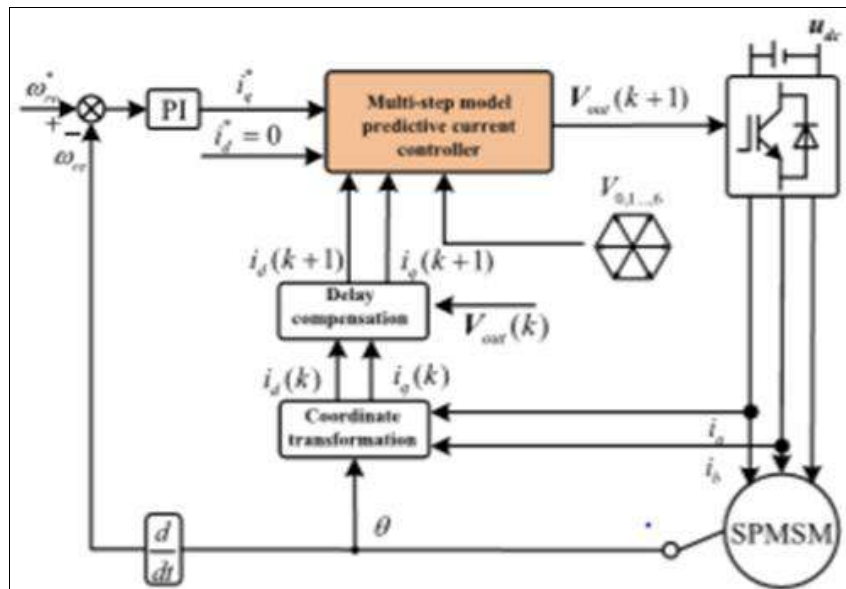 u_dc
ω*_re
+
−
ω_re
PI
i*_q
i*_d = 0
Multi-step model
predictive current
controller
V_out(k+1)
V_0,1...,6
i_d(k+1)
i_q(k+1)
Delay
compensation
V_out(k)
i_d(k)
i_q(k)
Coordinate
transformation
i_a
i_b
θ
d
dt
SPMSM